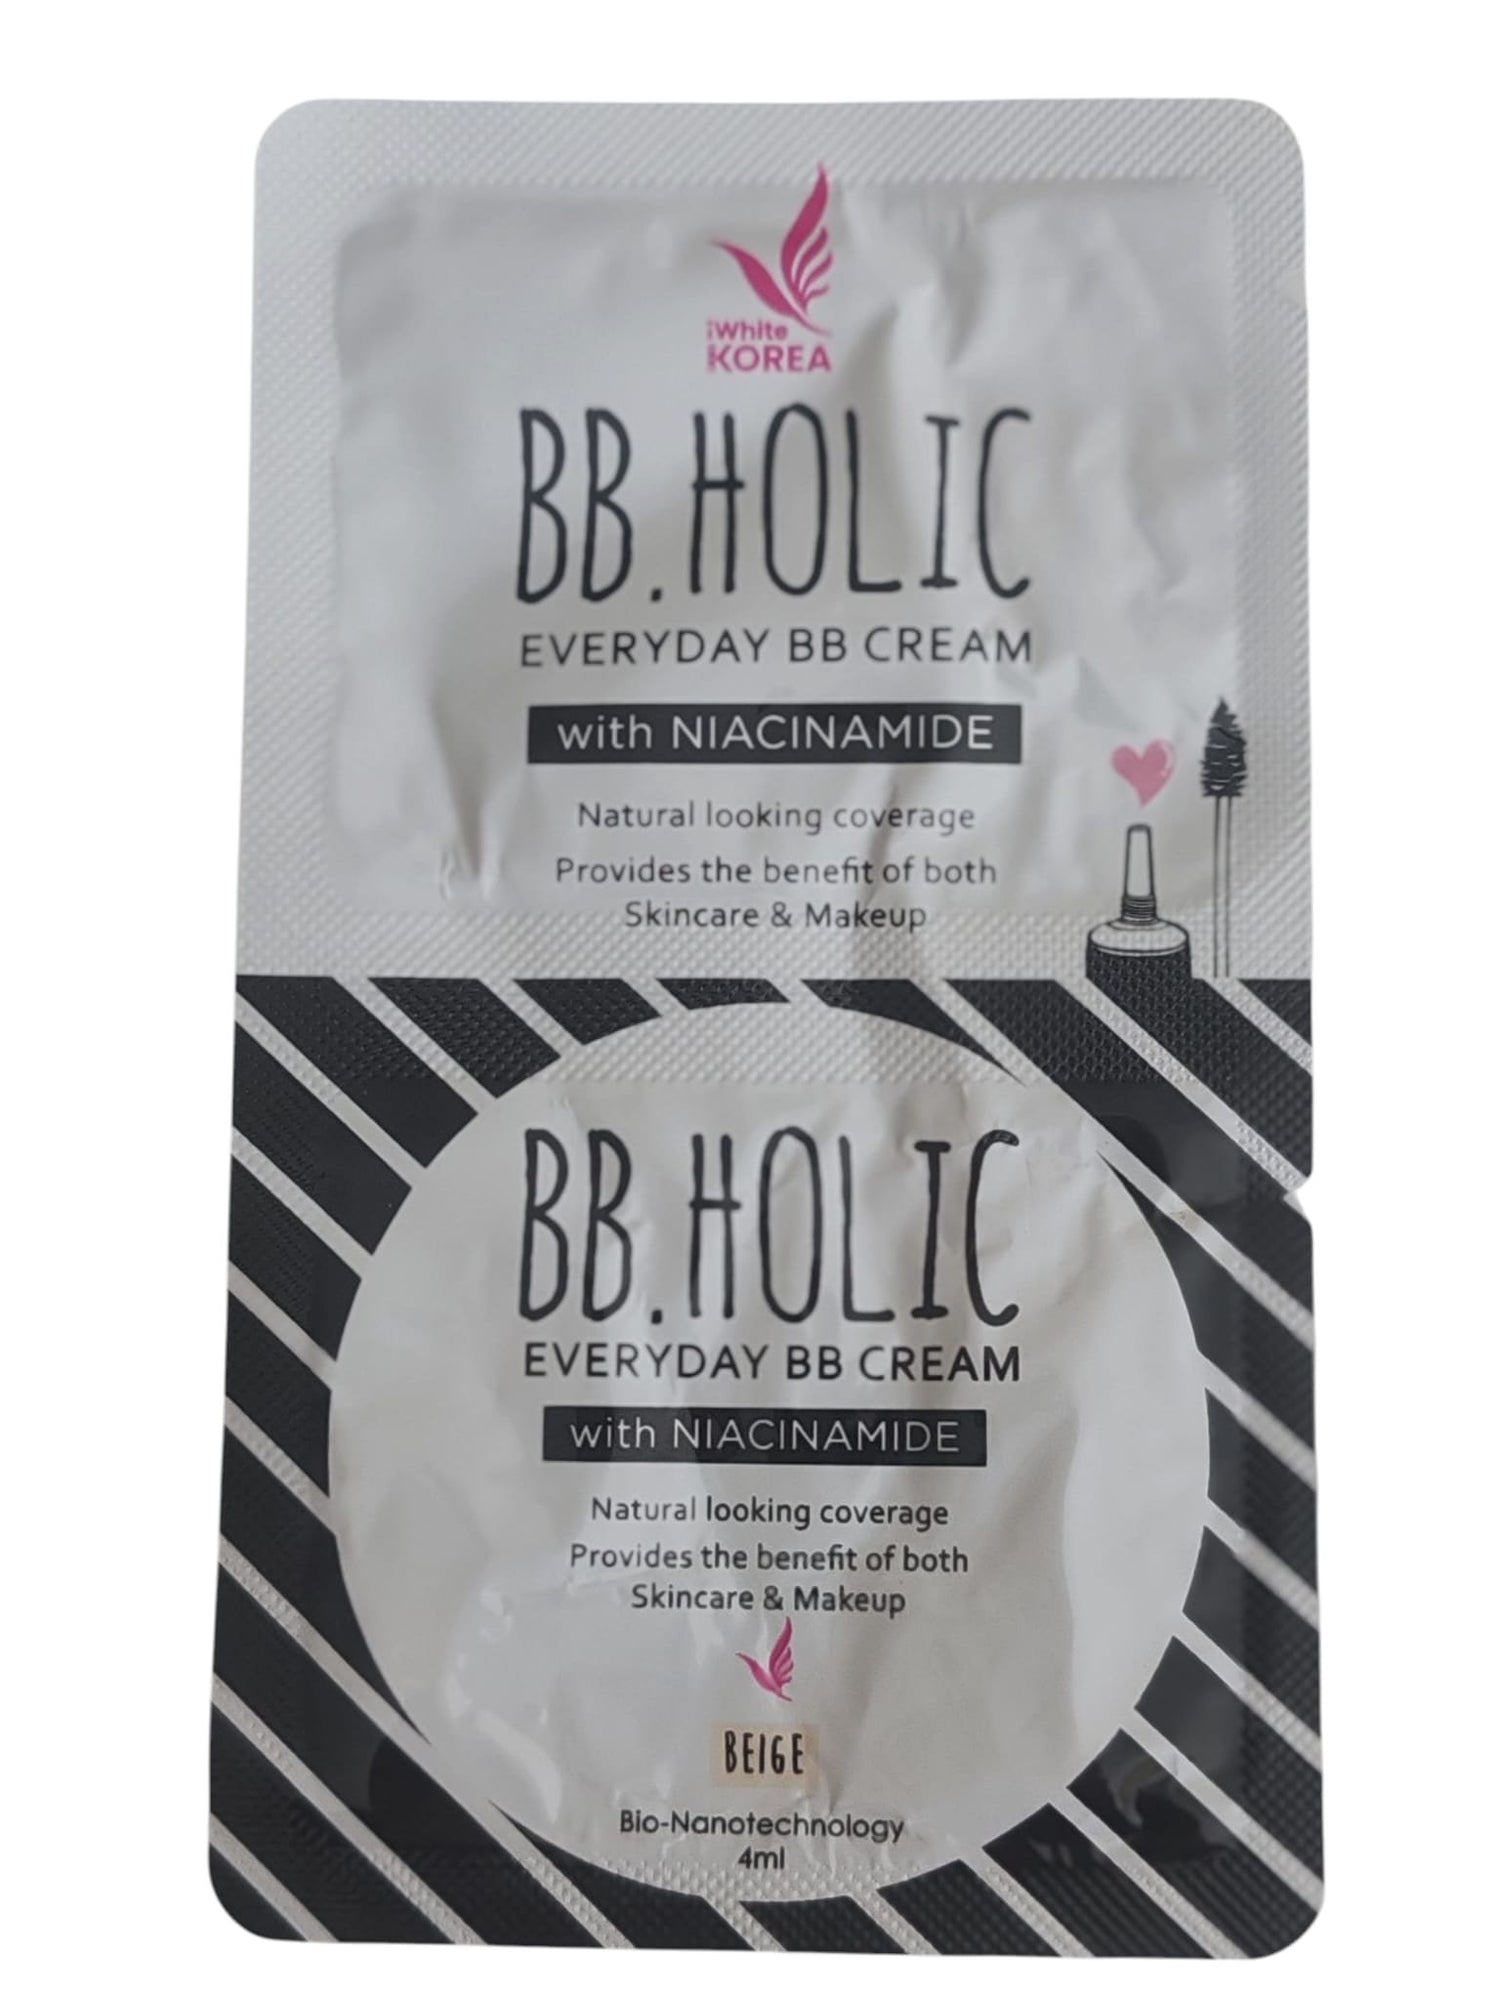 iWhite
KOREA
BB.HOLIC
EVERYDAY BB CREAM
with NIACINAMIDE
Natural looking coverage
Provides the benefit of both
Skincare & Makeup
BB.HOLIC
EVERYDAY BB CREAM
with NIACINAMIDE
Natural looking coverage
Provides the benefit of both
Skincare & Makeup
BEIGE
Bio-Nanotechnology
4ml